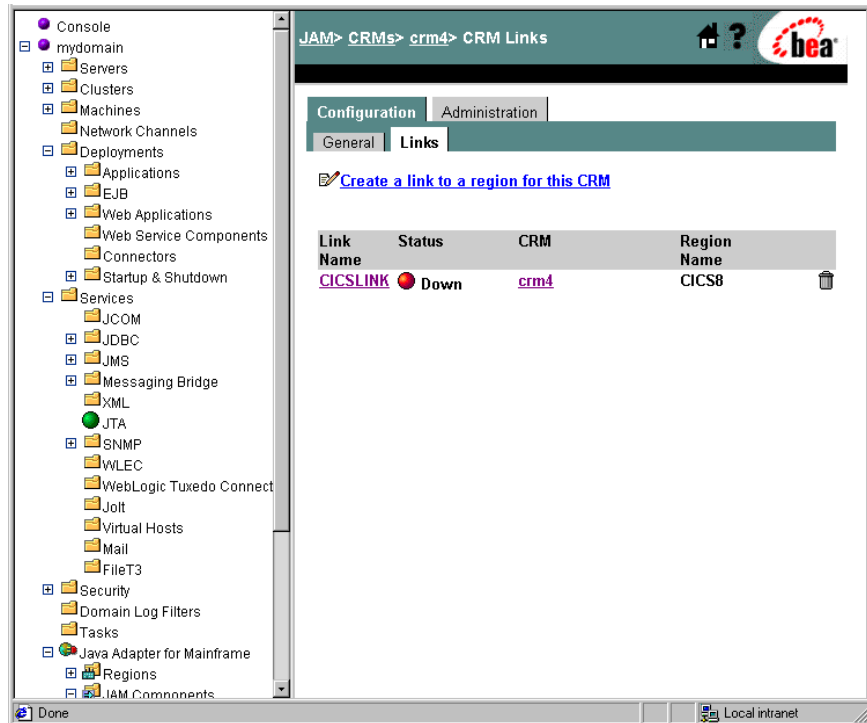 Console
mydomain
Servers
Clusters
Machines
Network Channels
Deployments
Applications
EJB
Web Applications
Web Service Components
Connectors
Startup & Shutdown
Services
JCOM
JDBC
JMS
Messaging Bridge
XML
JTA
SNMP
WLEC
WebLogic Tuxedo Connect
Jolt
Virtual Hosts
Mail
FileT3
Security
Domain Log Filters
Tasks
Java Adapter for Mainframe
Regions
JAM Components
JAM> CRMs> crm4> CRM Links
? bea
Configuration Administration
General Links
Create a link to a region for this CRM
Link Status CRM Region
Name Name
CICSLINK Down crm4 CICS8
Done Local intranet